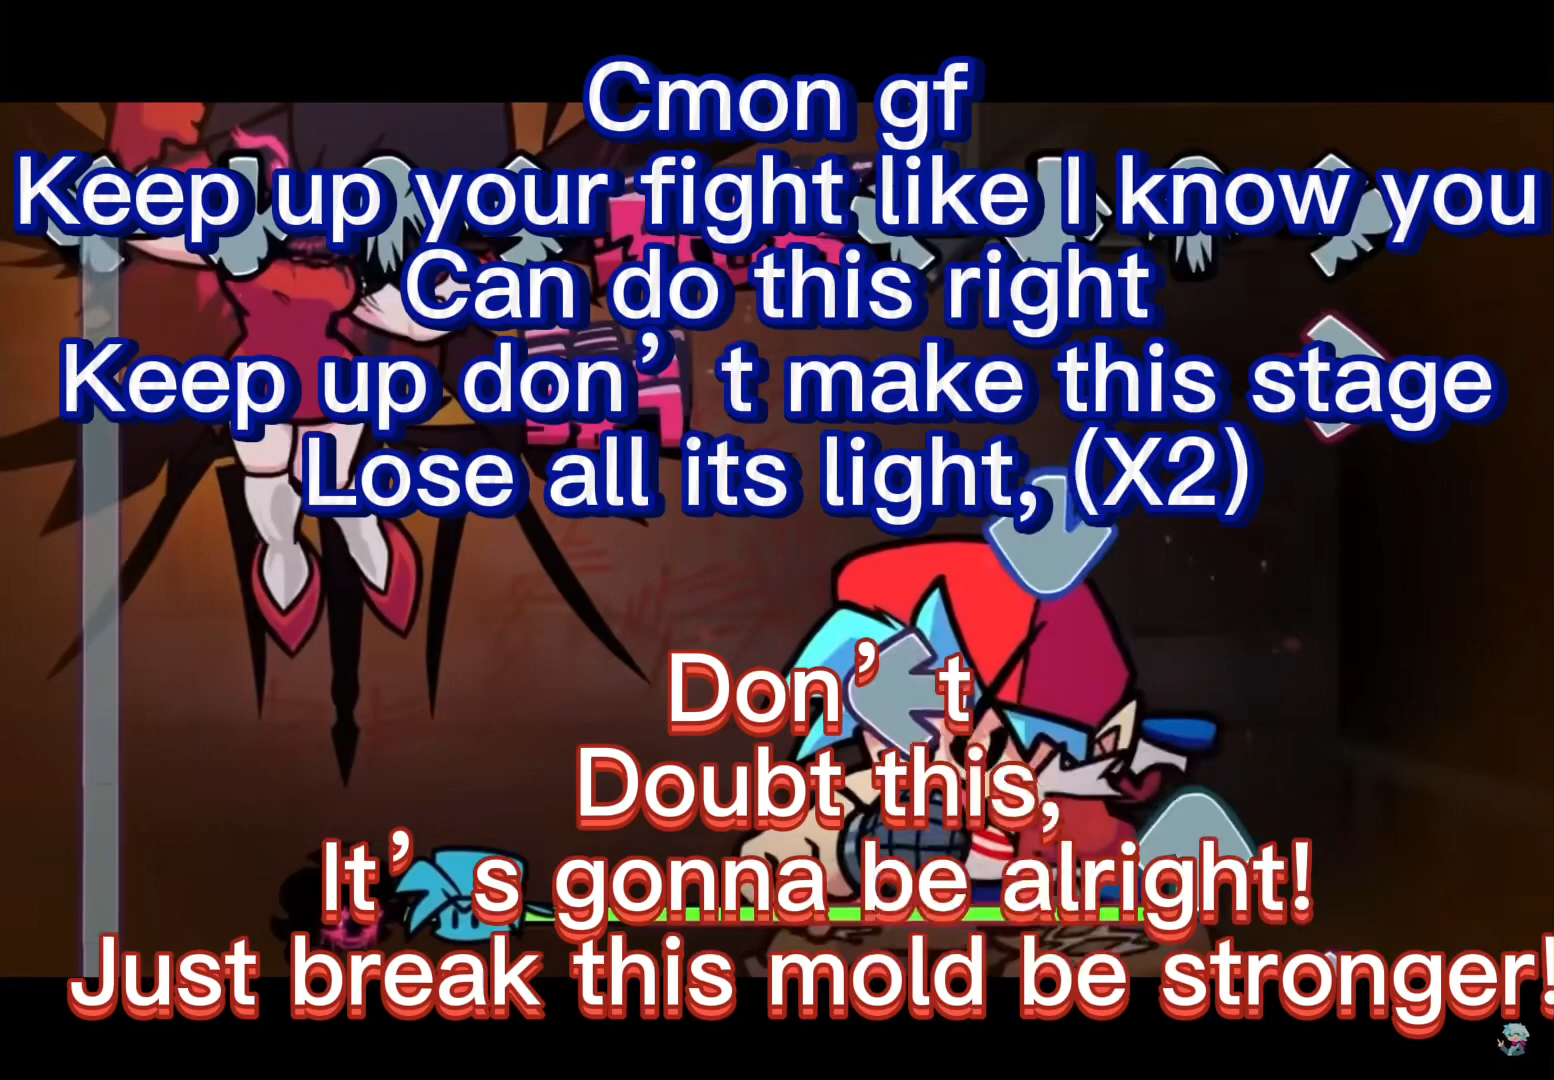 Cmon gf
Keep up your fight like I know you
Can do this right
Keep up don’t make this stage
Lose all its light, (X2)
Don’t
Doubt this,
It’s gonna be alright!
Just break this mold be stronger!